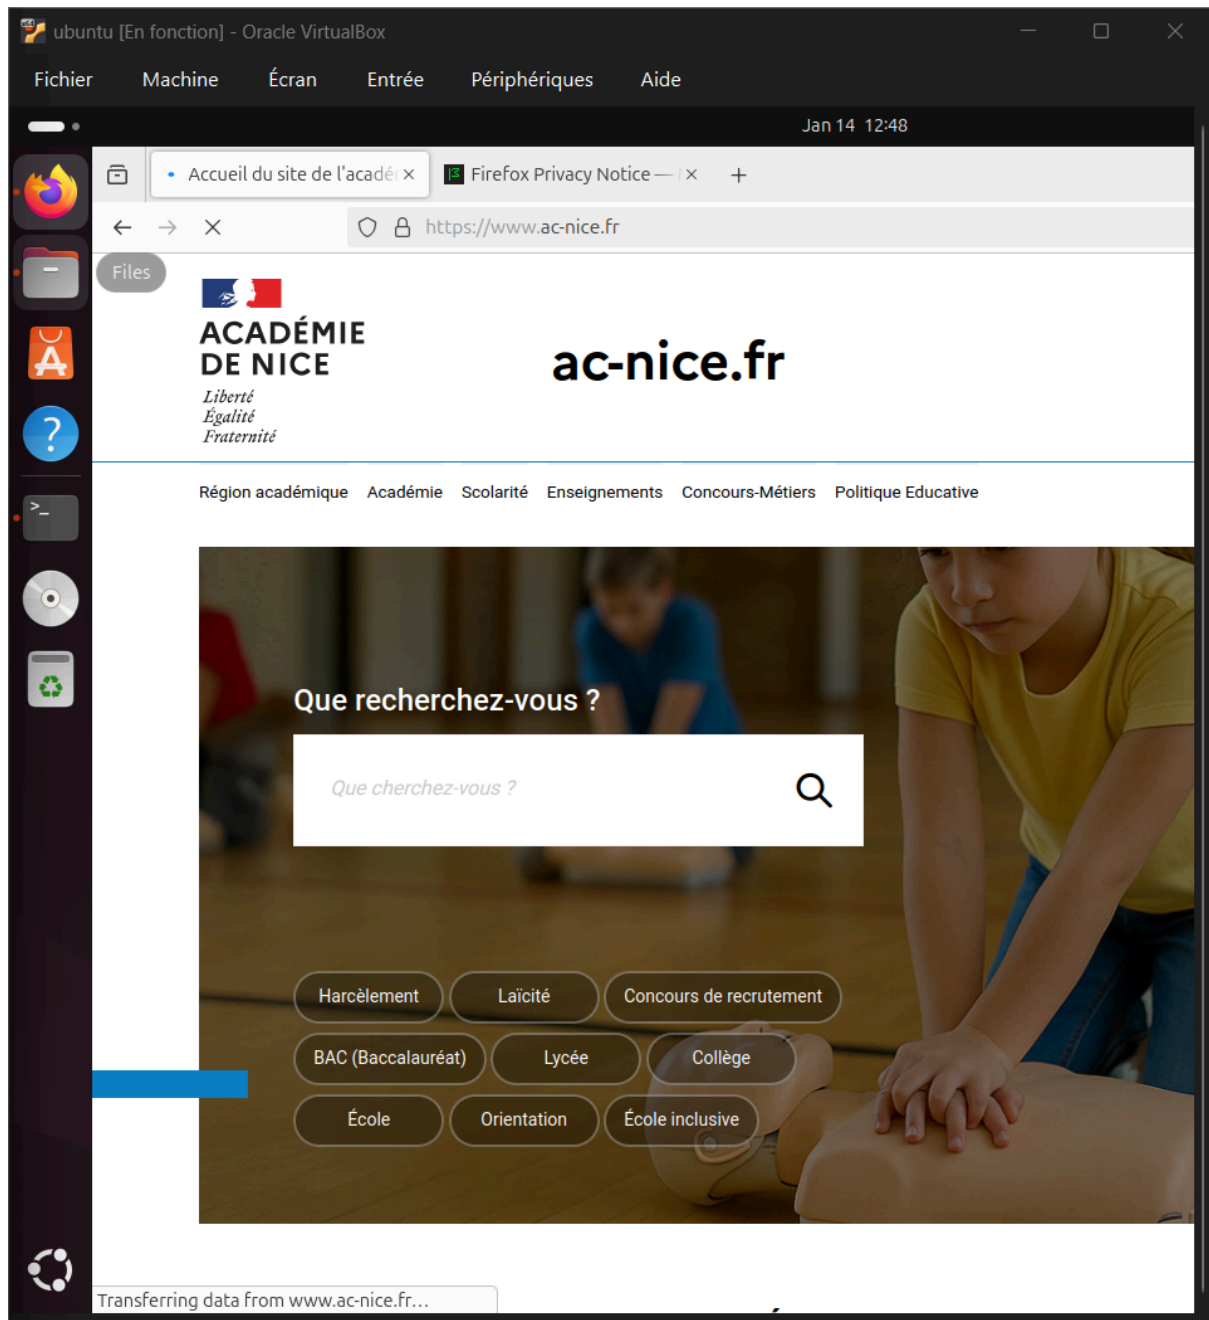 ubuntu [En fonction] - Oracle VirtualBox
Fichier Machine Écran Entrée Périphériques Aide
Jan 14 12:48
Accueil du site de l'acadé
Firefox Privacy Notice —
https://www.ac-nice.fr
Files
ACADÉMIE
DE NICE
Liberté
Égalité
Fraternité
ac-nice.fr
Région académique Académie Scolarité Enseignements Concours-Métiers Politique Educative
Que recherchez-vous ?
Que cherchez-vous ?
Harcèlement Laïcité Concours de recrutement
BAC (Baccalauréat) Lycée Collège
École Orientation École inclusive
Transferring data from www.ac-nice.fr…